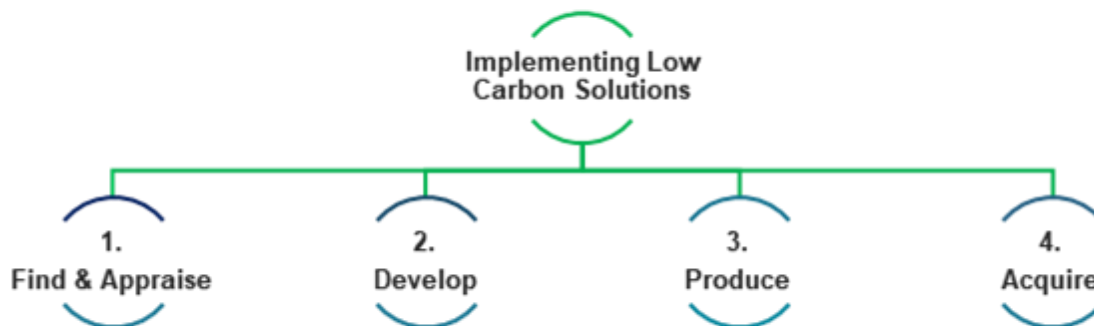 Implementing Low
Carbon Solutions
1.
Find & Appraise
2.
Develop
3.
Produce
4.
Acquire